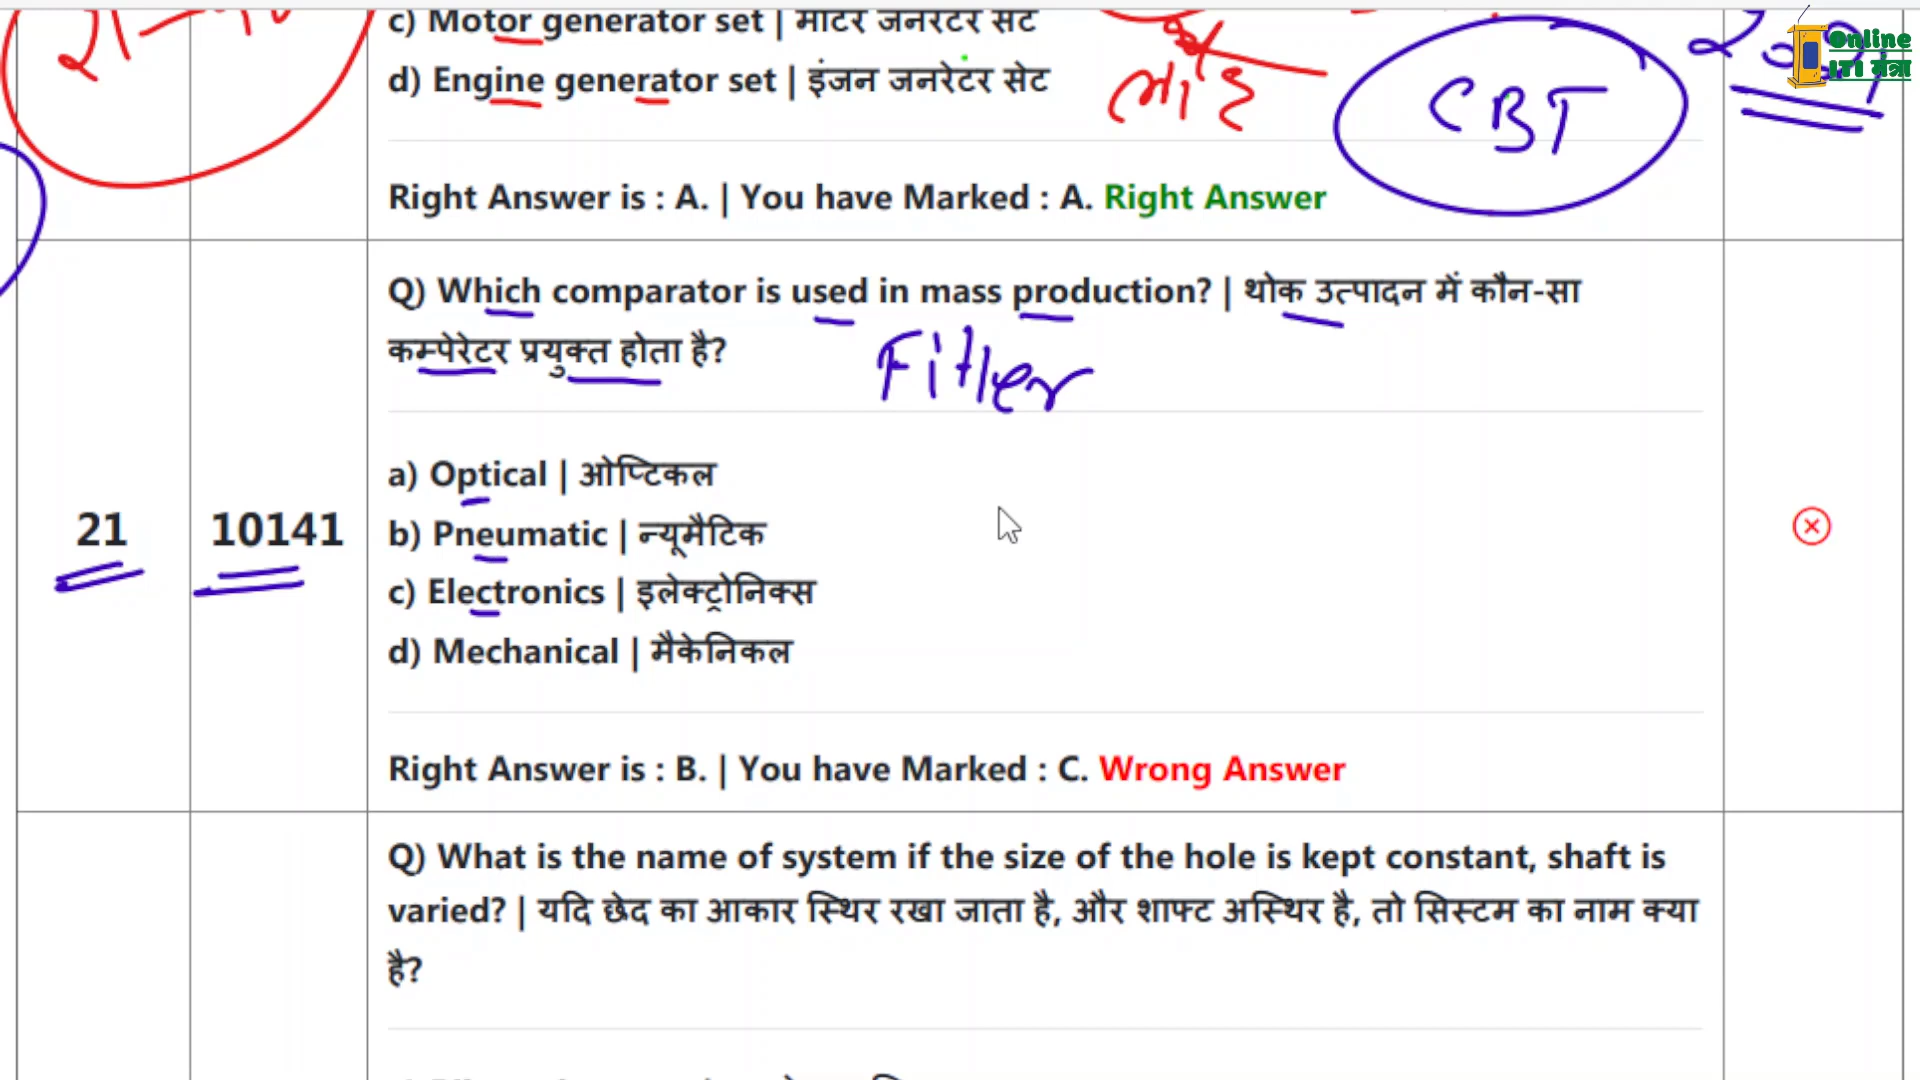 c) Motor generator set | मोटर जनरेटर सेट
d) Engine generator set | इंजन जनरेटर सेट
CBT
Online
ITI मंत्रा
Right Answer is : A. | You have Marked : A. Right Answer
Q) Which comparator is used in mass production? | थोक उत्पादन में कौन-सा
कम्पेरेटर प्रयुक्त होता है?
Fitter
a) Optical | ओप्टिकल
21
10141
b) Pneumatic | न्यूमैटिक
c) Electronics | इलेक्ट्रोनिक्स
d) Mechanical | मैकेनिकल
Right Answer is : B. | You have Marked : C. Wrong Answer
Q) What is the name of system if the size of the hole is kept constant, shaft is
varied? | यदि छेद का आकार स्थिर रखा जाता है, और शाफ्ट अस्थिर है, तो सिस्टम का नाम क्या
है?